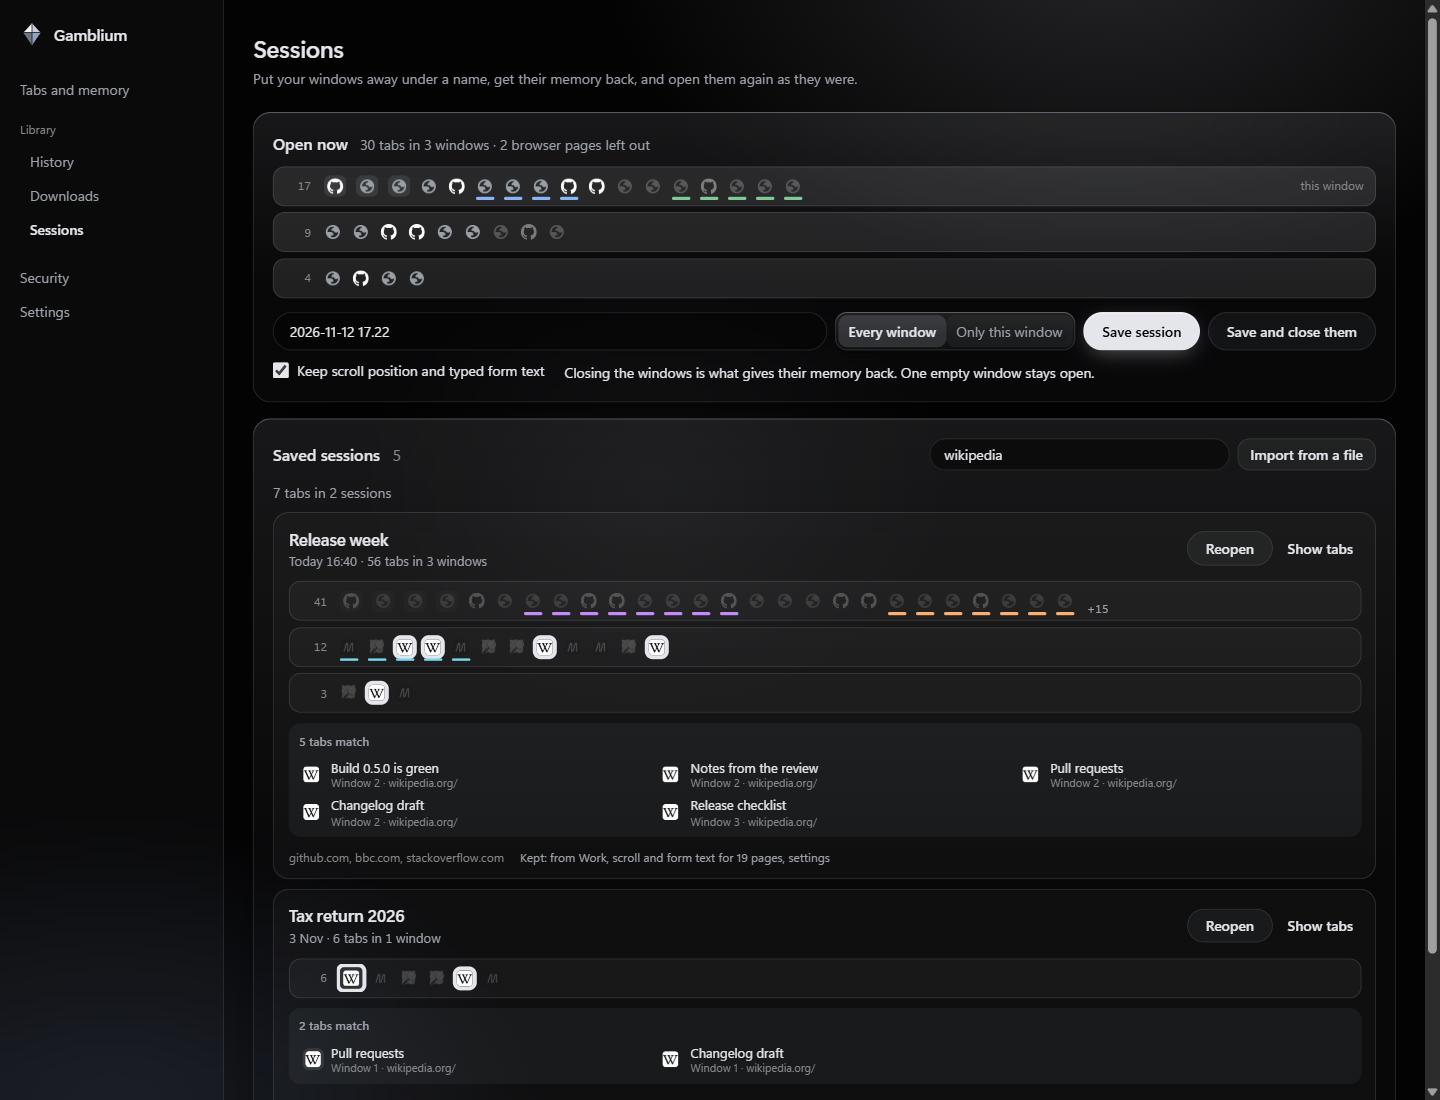 Gamblium
Tabs and memory
Library
History
Downloads
Sessions
Security
Settings
Sessions
Put your windows away under a name, get their memory back, and open them again as they were.
Open now 30 tabs in 3 windows · 2 browser pages left out
17 this window
9
4
2026-11-12 17.22 Every window Only this window Save session Save and close them
Keep scroll position and typed form text Closing the windows is what gives their memory back. One empty window stays open.
Saved sessions 5 wikipedia Import from a file
7 tabs in 2 sessions
Release week Reopen Show tabs
Today 16:40 · 56 tabs in 3 windows
41 +15
12
3
5 tabs match
Build 0.5.0 is green Notes from the review Pull requests
Window 2 · wikipedia.org/ Window 2 · wikipedia.org/ Window 2 · wikipedia.org/
Changelog draft Release checklist
Window 2 · wikipedia.org/ Window 3 · wikipedia.org/
github.com, bbc.com, stackoverflow.com Kept: from Work, scroll and form text for 19 pages, settings
Tax return 2026 Reopen Show tabs
3 Nov · 6 tabs in 1 window
6
2 tabs match
Pull requests Changelog draft
Window 1 · wikipedia.org/ Window 1 · wikipedia.org/